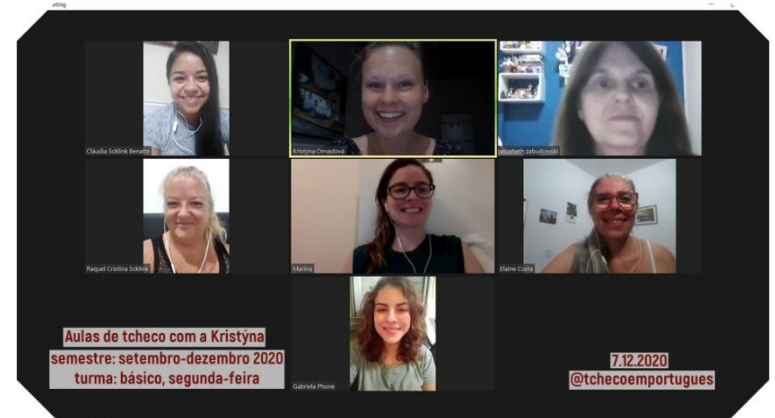 Cláudia Scklink Benatti
Kristýna Omastová
elizabeth zabudowski
Raquel Cristina Scklink
Marina
Elaine Costa
Gabriela Phone
Aulas de tcheco com a Kristýna
semestre: setembro-dezembro 2020
turma: básico, segunda-feira
7.12.2020
@tchecoemportugues